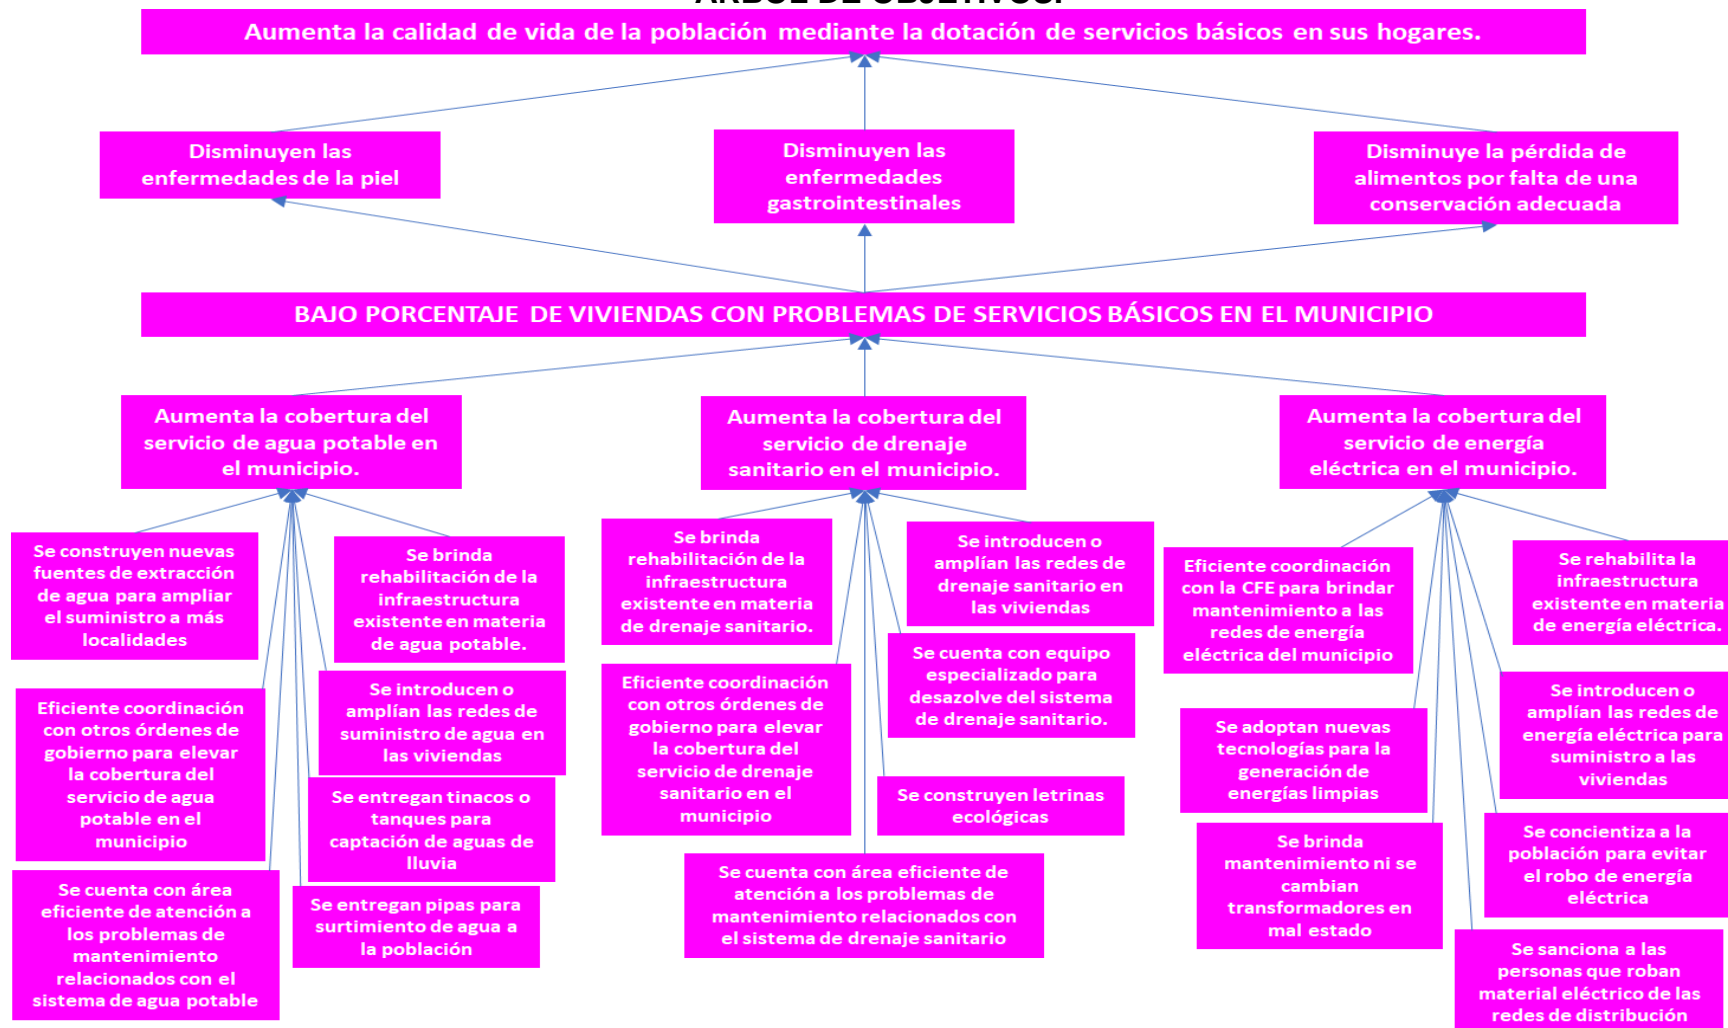 ÁRBOL DE OBJETIVOS.
Aumenta la calidad de vida de la población mediante la dotación de servicios básicos en sus hogares.
Disminuyen las
enfermedades de la piel
Disminuyen las
enfermedades
gastrointestinales
Disminuye la pérdida de
alimentos por falta de una
conservación adecuada
BAJO PORCENTAJE DE VIVIENDAS CON PROBLEMAS DE SERVICIOS BÁSICOS EN EL MUNICIPIO
Aumenta la cobertura del
servicio de agua potable en
el municipio.
Aumenta la cobertura del
servicio de drenaje
sanitario en el municipio.
Aumenta la cobertura del
servicio de energía
eléctrica en el municipio.
Se construyen nuevas
fuentes de extracción
de agua para ampliar
el suministro a más
localidades
Se brinda
rehabilitación de la
infraestructura
existente en materia
de agua potable.
Eficiente coordinación
con otros órdenes de
gobierno para elevar
la cobertura del
servicio de agua
potable en el
municipio
Se introducen o
amplían las redes de
suministro de agua en
las viviendas
Se entregan tinacos o
tanques para
captación de aguas de
lluvia
Se cuenta con área
eficiente de atención a
los problemas de
mantenimiento
relacionados con el
sistema de agua potable
Se entregan pipas para
surtimiento de agua a
la población
Se brinda
rehabilitación de la
infraestructura
existente en materia
de drenaje sanitario.
Se introducen o
amplían las redes de
drenaje sanitario en
las viviendas
Eficiente coordinación
con otros órdenes de
gobierno para elevar
la cobertura del
servicio de drenaje
sanitario en el
municipio
Se cuenta con equipo
especializado para
desazolve del sistema
de drenaje sanitario.
Se construyen letrinas
ecológicas
Se cuenta con área eficiente de
atención a los problemas de
mantenimiento relacionados con
el sistema de drenaje sanitario
Eficiente coordinación
con la CFE para brindar
mantenimiento a las
redes de energía
eléctrica del municipio
Se rehabilita la
infraestructura
existente en materia
de energía eléctrica.
Se adoptan nuevas
tecnologías para la
generación de
energías limpias
Se introducen o
amplían las redes de
energía eléctrica para
suministro a las
viviendas
Se brinda
mantenimiento ni se
cambian
transformadores en
mal estado
Se concientiza a la
población para evitar
el robo de energía
eléctrica
Se sanciona a las
personas que roban
material eléctrico de las
redes de distribución